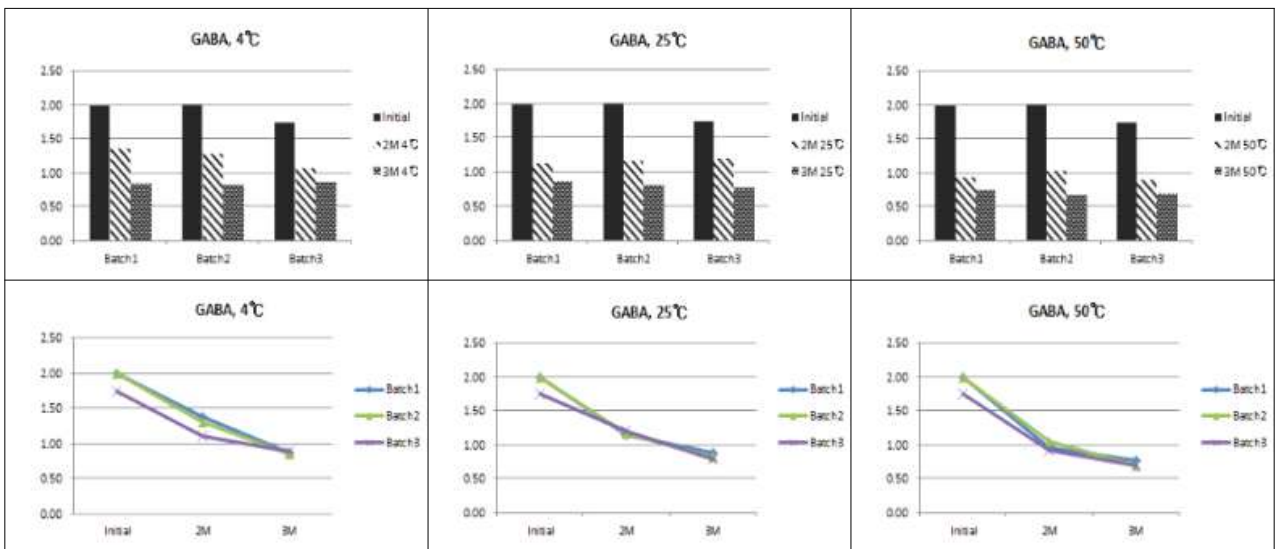 GABA, 4℃
2.50
2.00
1.50
1.00
0.50
0.00
Batch1 Batch2 Batch3
Initial
2M 4℃
3M 4℃
GABA, 25℃
2.50
2.00
1.50
1.00
0.50
0.00
Batch1 Batch2 Batch3
Initial
2M 25℃
3M 25℃
GABA, 50℃
2.50
2.00
1.50
1.00
0.50
0.00
Batch1 Batch2 Batch3
Initial
2M 50℃
3M 50℃
GABA, 4℃
2.50
2.00
1.50
1.00
0.50
0.00
Initial 2M 3M
Batch1
Batch2
Batch3
GABA, 25℃
2.50
2.00
1.50
1.00
0.50
0.00
Initial 2M 3M
Batch1
Batch2
Batch3
GABA, 50℃
2.50
2.00
1.50
1.00
0.50
0.00
Initial 2M 3M
Batch1
Batch2
Batch3